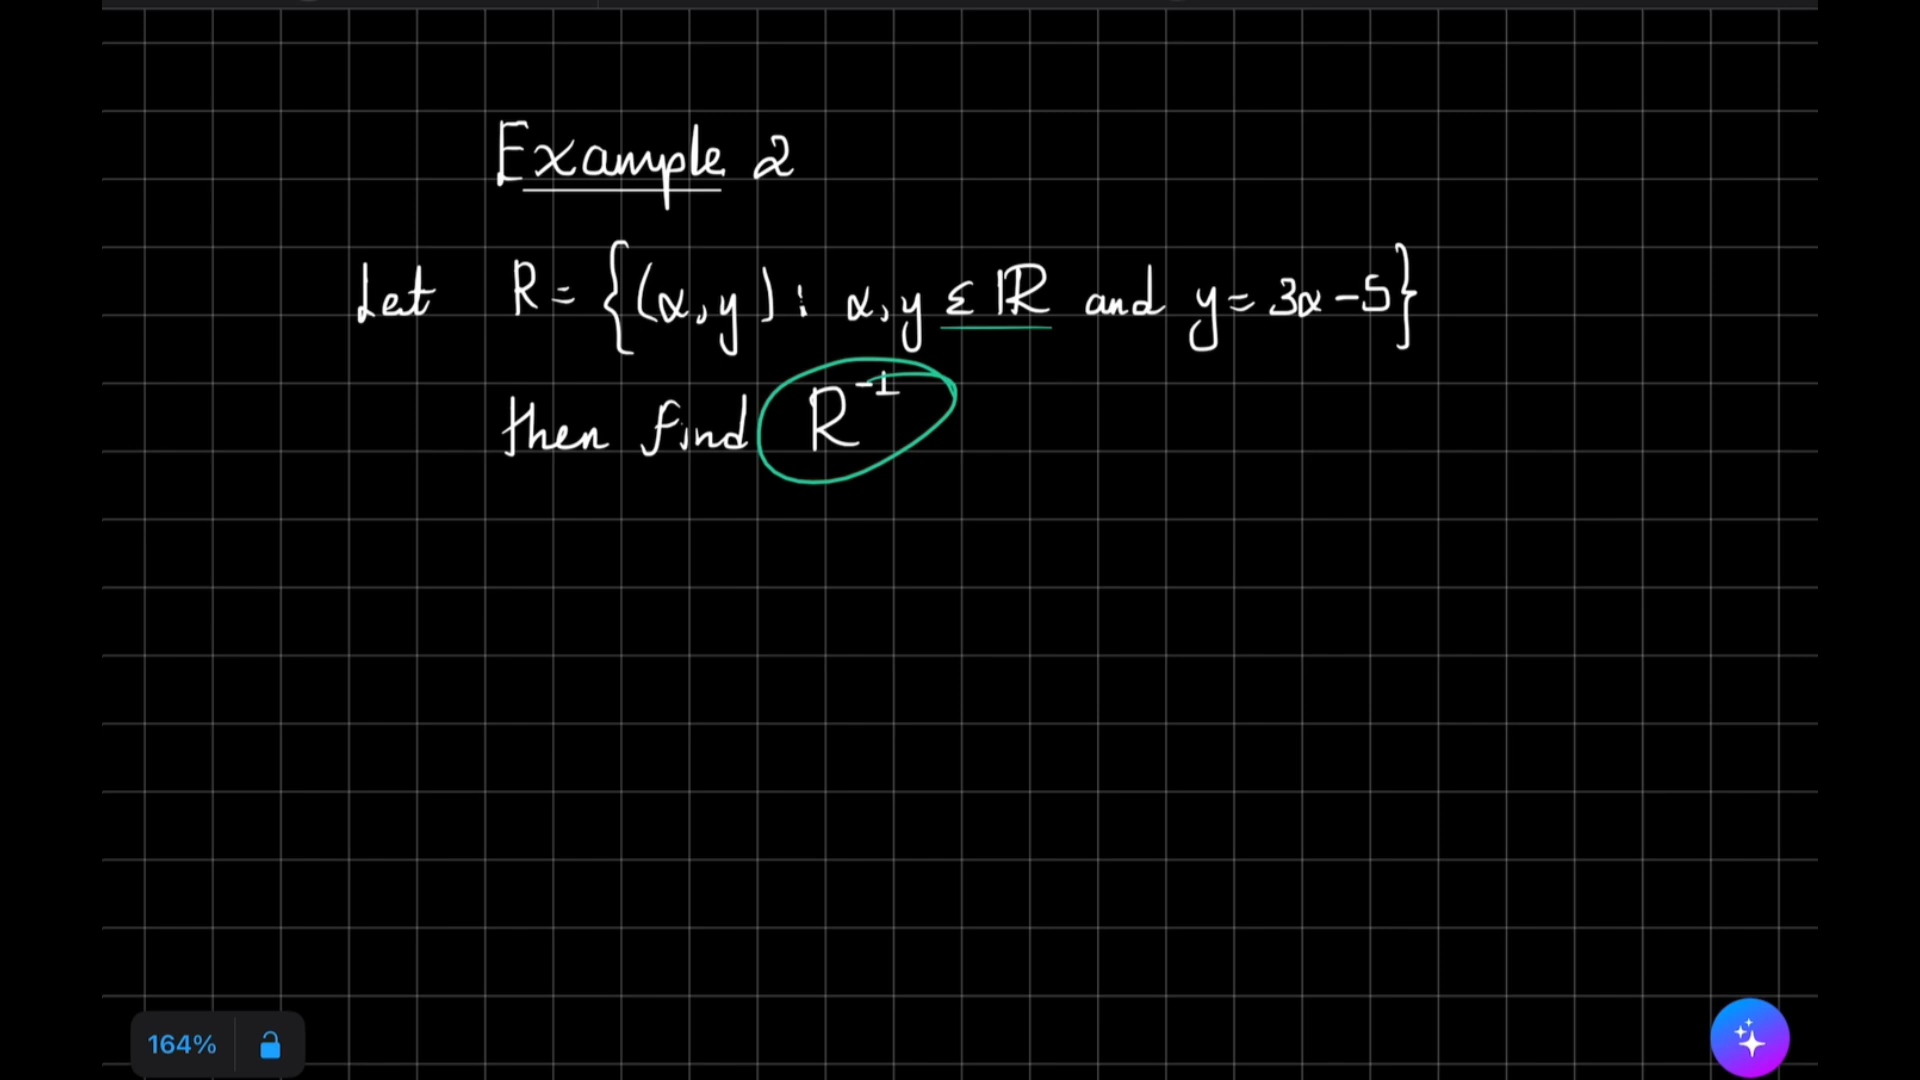 Example 2
Let R = {(x,y) : x,y ε ℝ and y = 3x - 5}
then find R⁻¹
164%